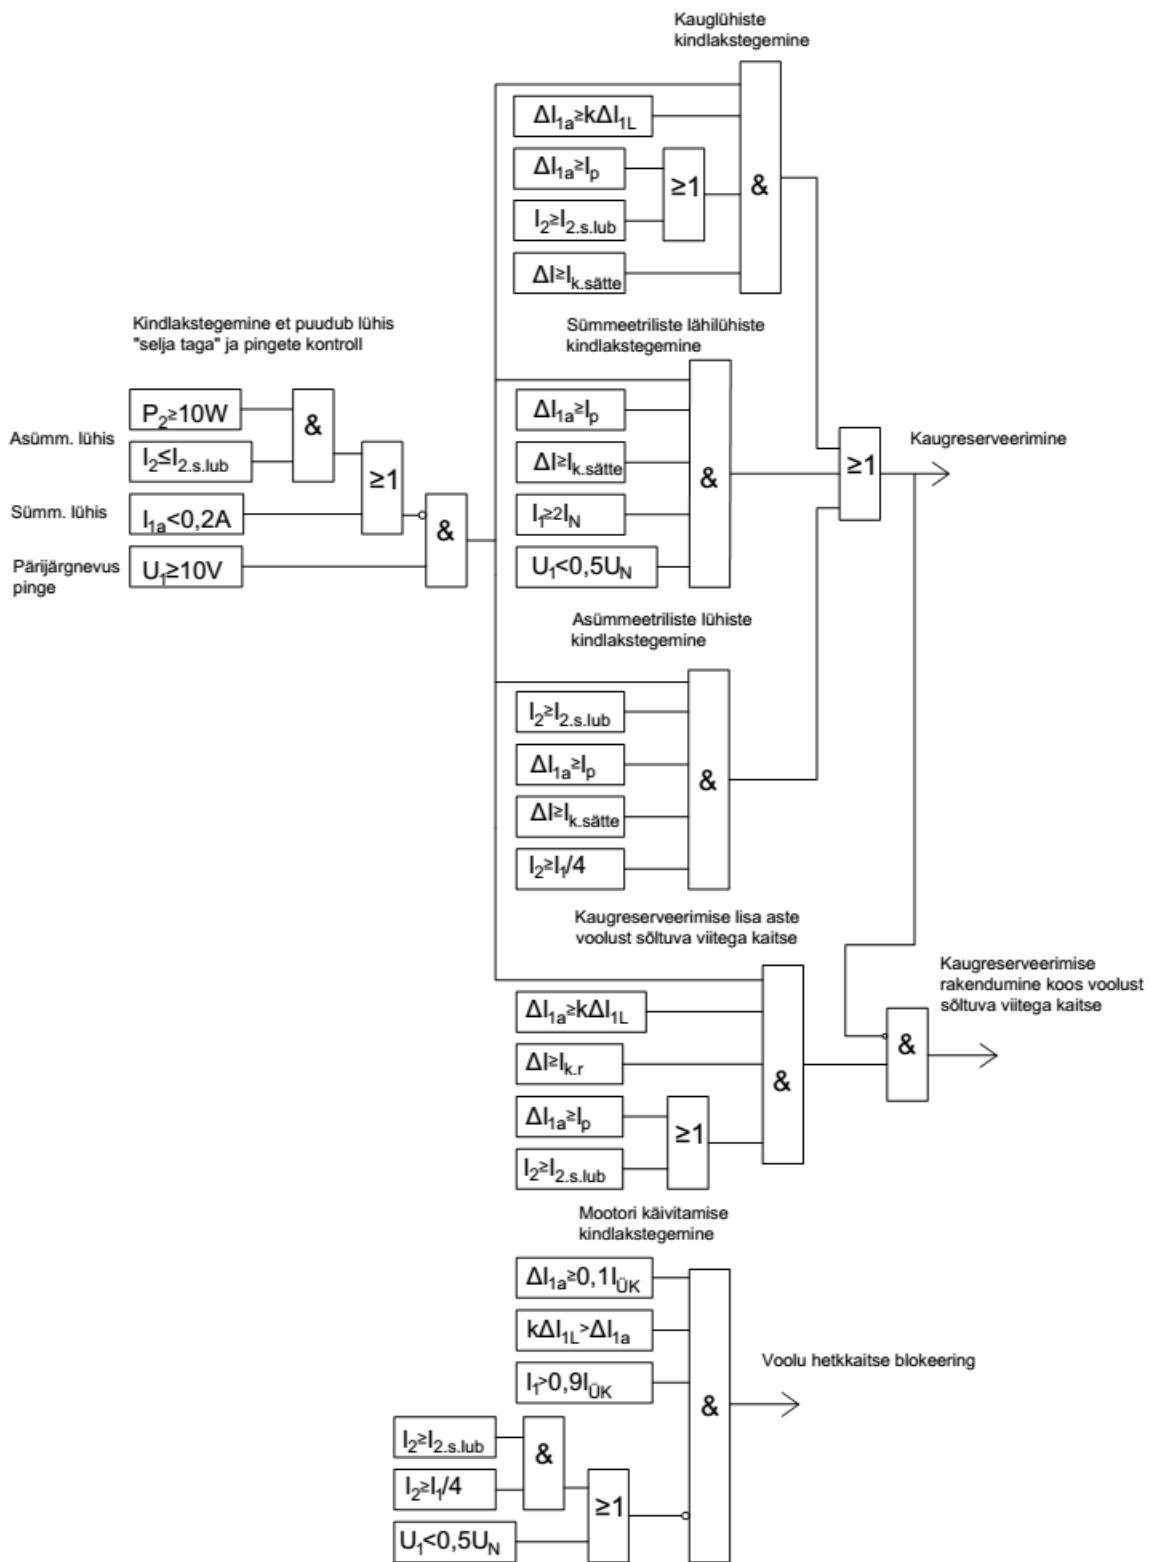 Kauglühiste
kindlakstegemine
ΔI1a≥kΔI1L
ΔI1a≥Ip
≥1
I2≥I2.s.lub
&
ΔI≥Ik.sätte
Kindlakstegemine et puudub lühis
"selja taga" ja pingete kontroll
Asümm. lühis
P2≥10W
I2≤I2.s.lub
&
≥1
Sümm. lühis
I1a<0,2A
&
Pärijärgnevus
pinge
U1≥10V
Sümmeetriliste lähilühiste
kindlakstegemine
ΔI1a≥Ip
ΔI≥Ik.sätte
I1≥2IN
U1<0,5UN
&
≥1
Kaugreserveerimine
Asümmeetriliste lühiste
kindlakstegemine
I2≥I2.s.lub
ΔI1a≥Ip
ΔI≥Ik.sätte
I2≥I1/4
&
Kaugreserveerimise lisa aste
voolust sõltuva viitega kaitse
ΔI1a≥kΔI1L
ΔI≥Ik.r
ΔI1a≥Ip
I2≥I2.s.lub
≥1
&
Kaugreserveerimise
rakendumine koos voolust
sõltuva viitega kaitse
&
Mootori käivitamise
kindlakstegemine
ΔI1a≥0,1IÜK
kΔI1L>ΔI1a
I1>0,9IÜK
I2≥I2.s.lub
I2≥I1/4
&
U1<0,5UN
≥1
&
Voolu hetkkaitse blokeering